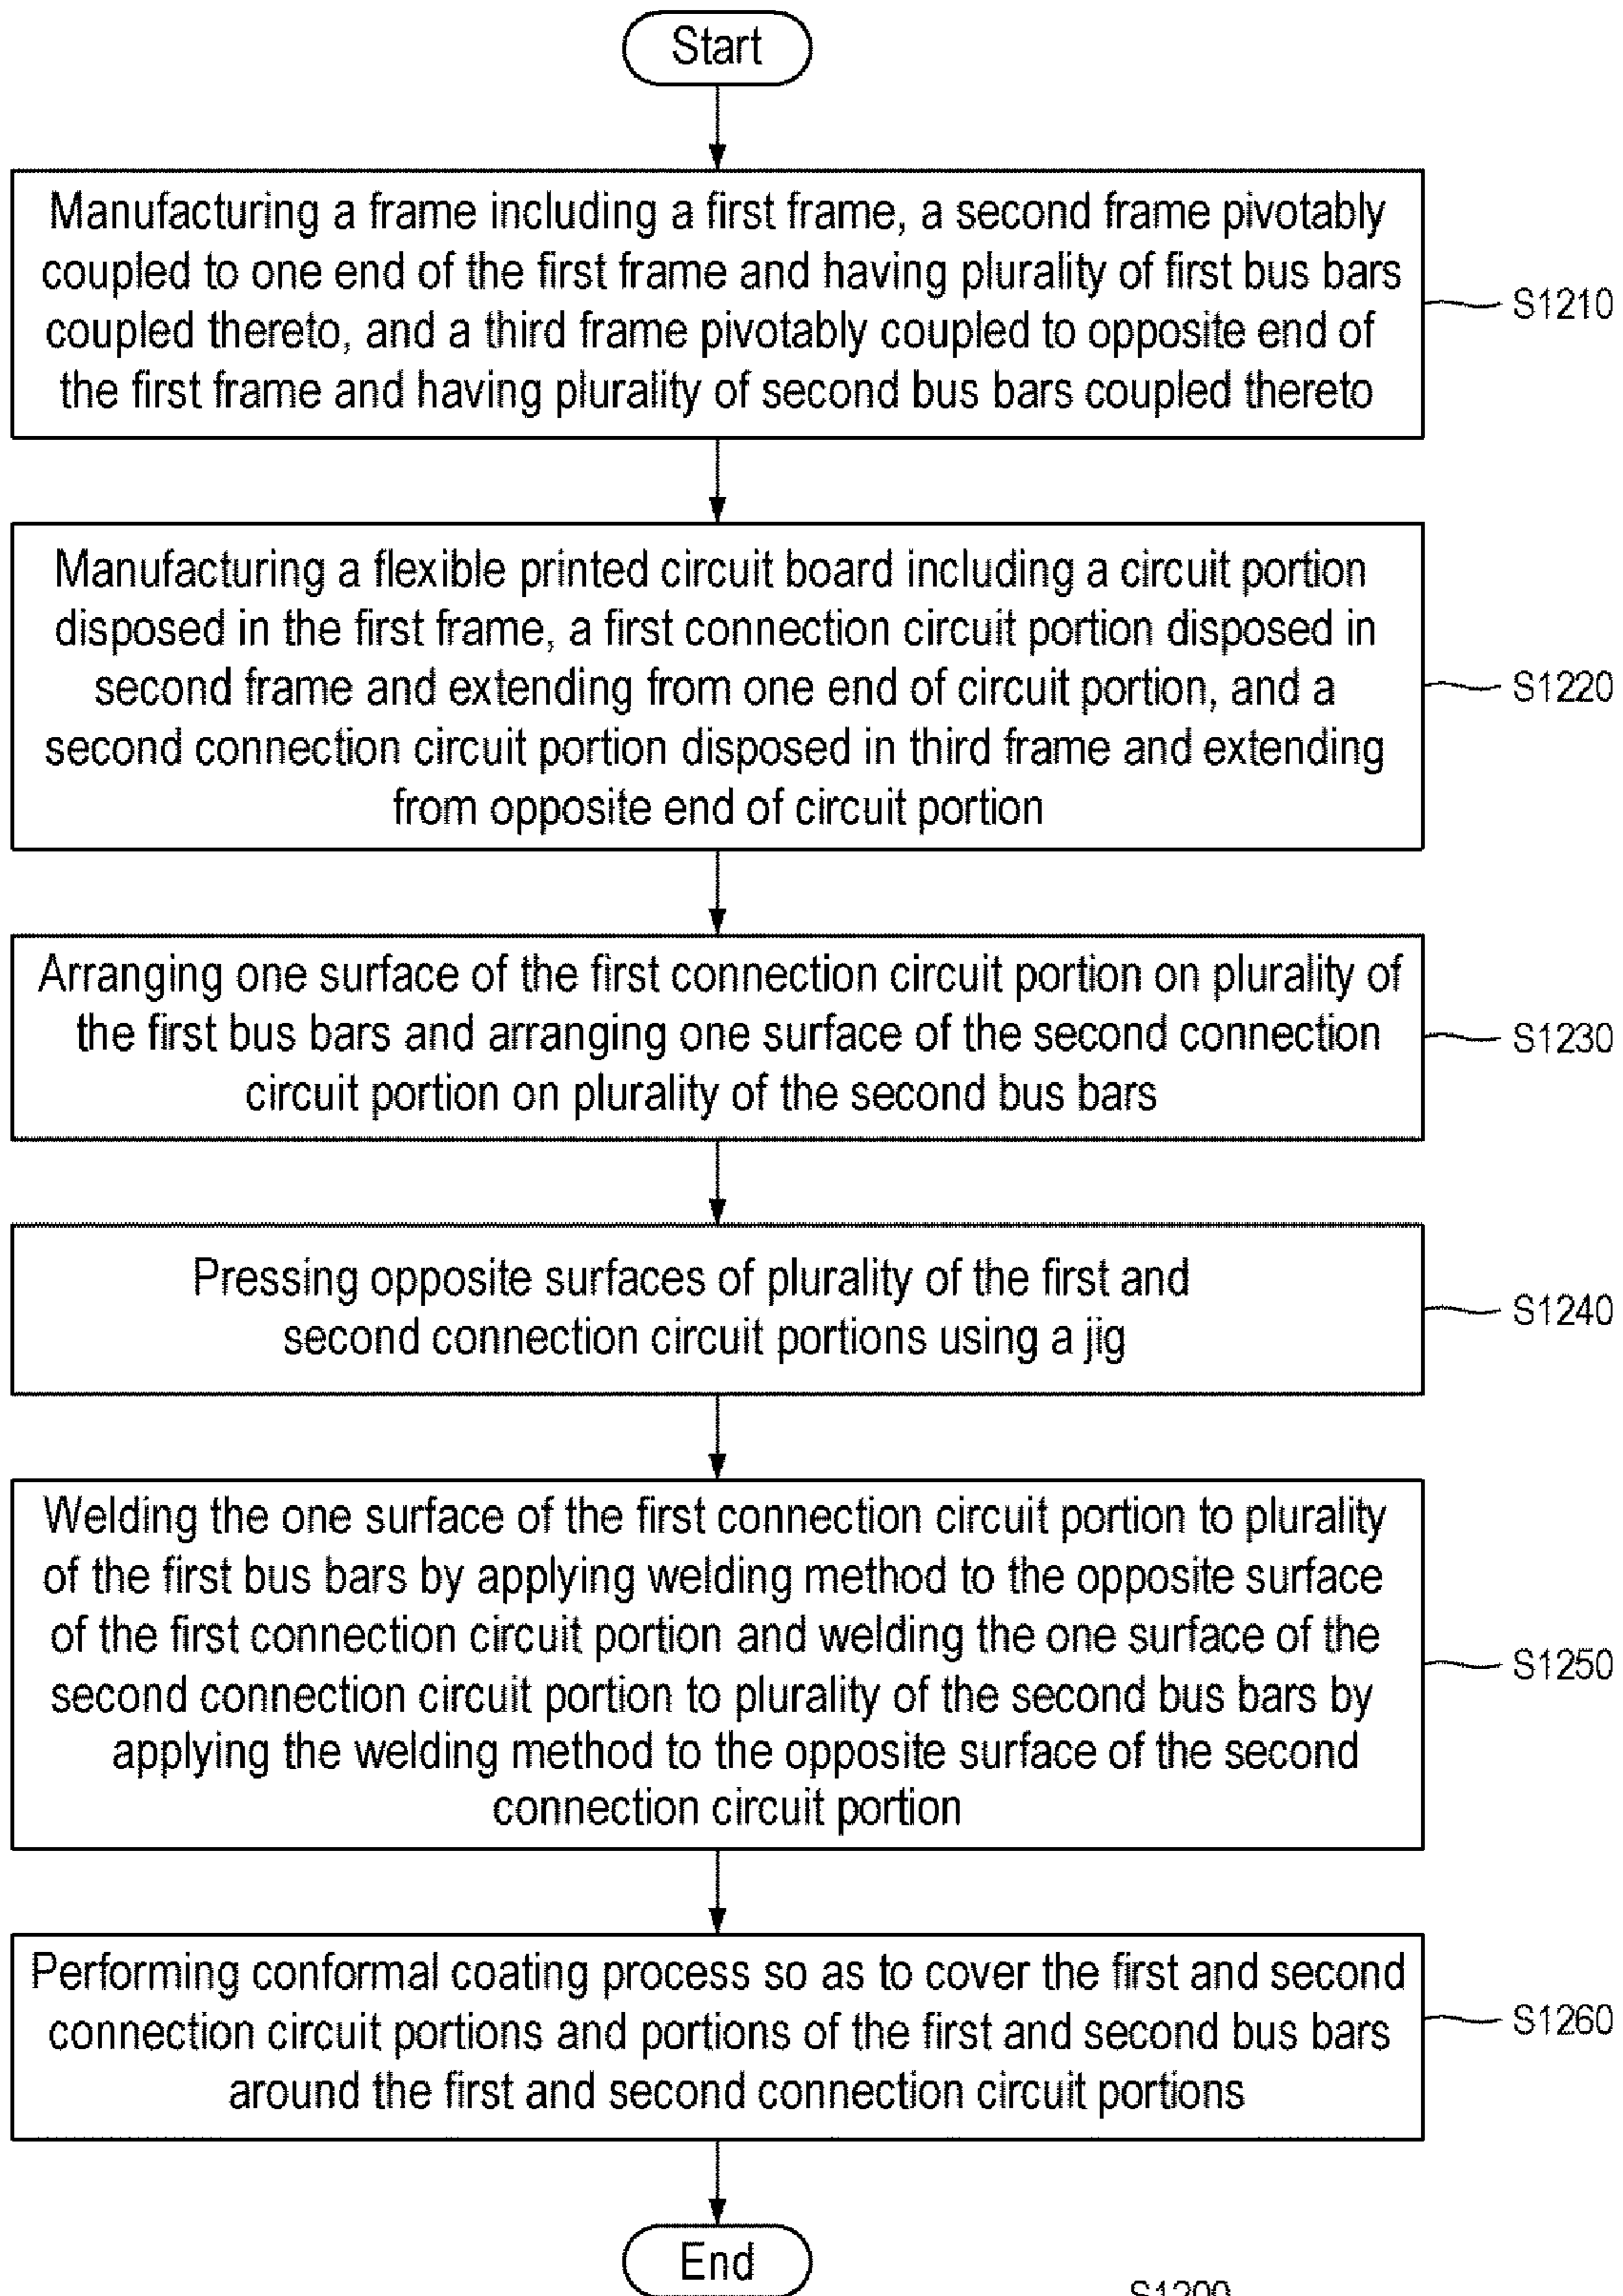 Start
Manufacturing a frame including a first frame, a second frame pivotably
coupled to one end of the first frame and having plurality of first bus bars
coupled thereto, and a third frame pivotably coupled to opposite end of
the first frame and having plurality of second bus bars coupled thereto
S1210
Manufacturing a flexible printed circuit board including a circuit portion
disposed in the first frame, a first connection circuit portion disposed in
second frame and extending from one end of circuit portion, and a
second connection circuit portion disposed in third frame and extending
from opposite end of circuit portion
S1220
Arranging one surface of the first connection circuit portion on plurality of
the first bus bars and arranging one surface of the second connection
circuit portion on plurality of the second bus bars
S1230
Pressing opposite surfaces of plurality of the first and
second connection circuit portions using a jig
S1240
Welding the one surface of the first connection circuit portion to plurality
of the first bus bars by applying welding method to the opposite surface
of the first connection circuit portion and welding the one surface of the
second connection circuit portion to plurality of the second bus bars by
applying the welding method to the opposite surface of the second
connection circuit portion
S1250
Performing conformal coating process so as to cover the first and second
connection circuit portions and portions of the first and second bus bars
around the first and second connection circuit portions
S1260
End
S1200